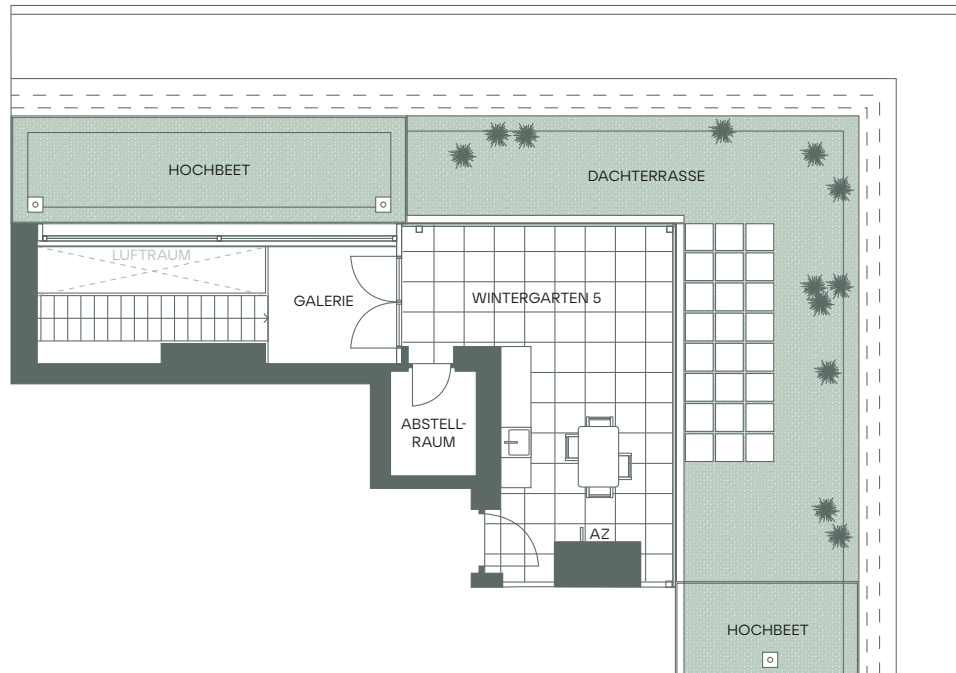 HOCHBEET
DACHTERRASSE
LUFTRAUM
GALERIE
WINTERGARTEN 5
ABSTELL-
RAUM
AZ
HOCHBEET